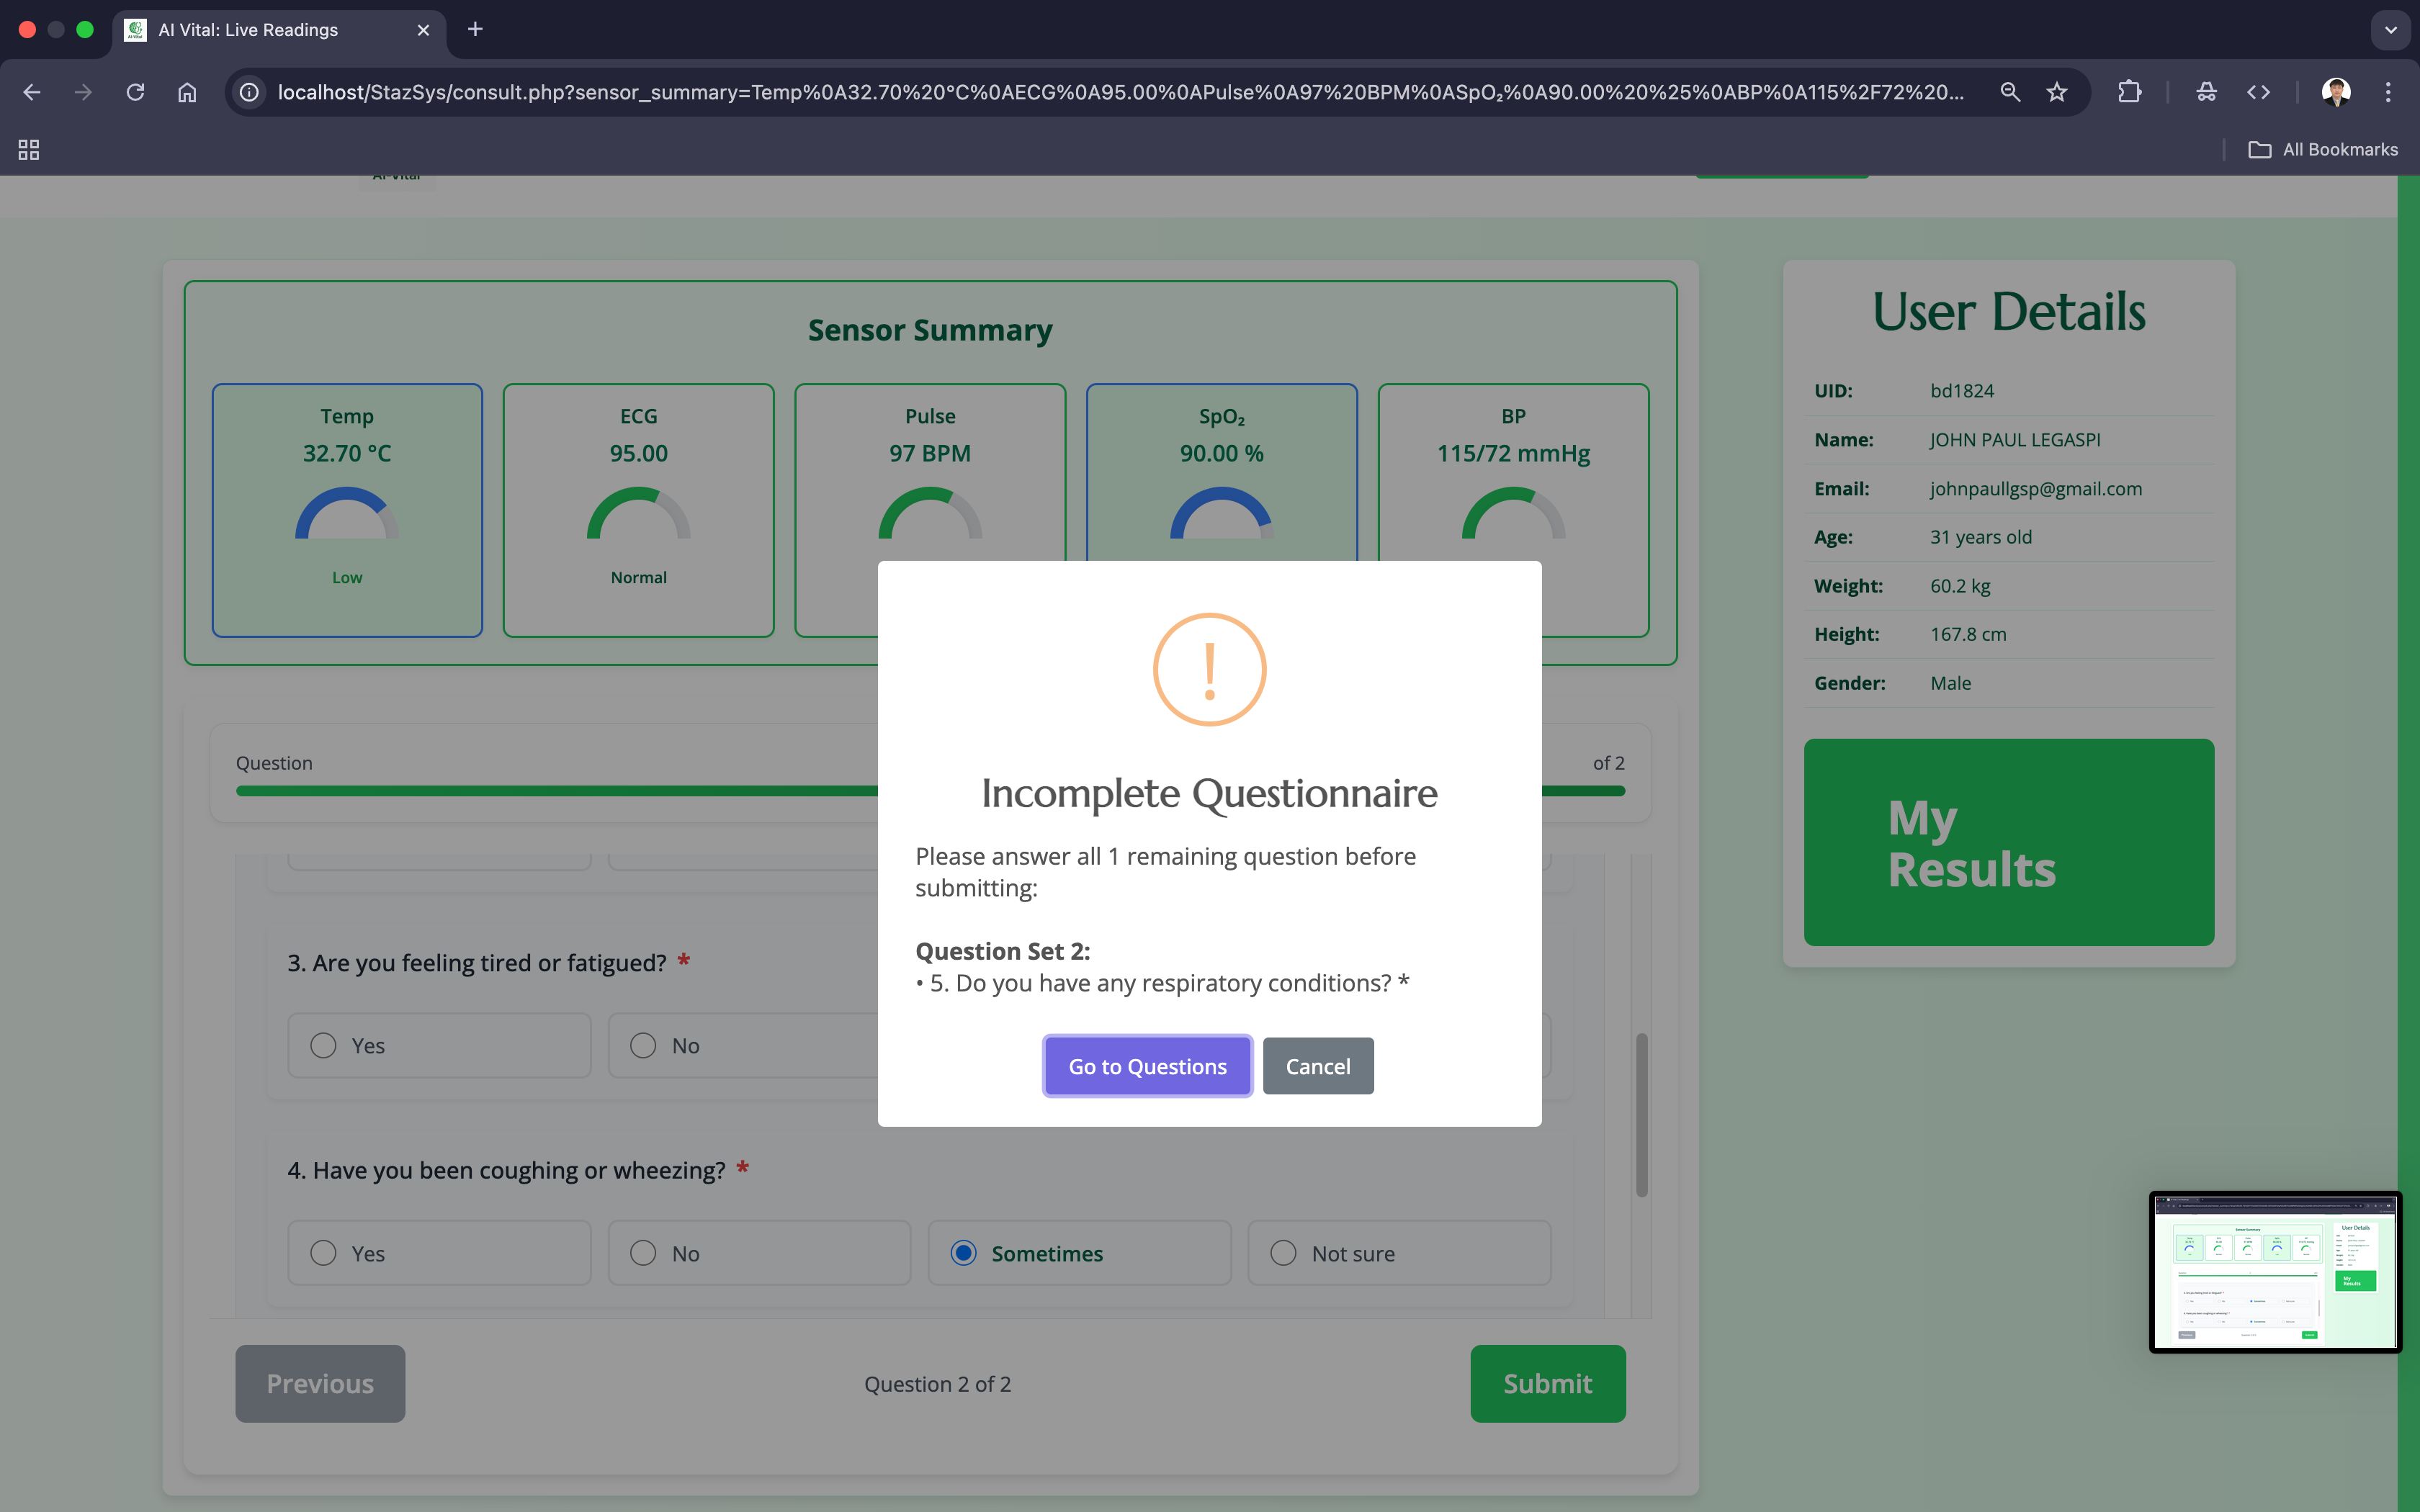 AI Vital: Live Readings
localhost/StazSys/consult.php?sensor_summary=Temp%0A32.70%20°C%0AECG%0A95.00%0APulse%0A97%20BPM%0ASpO₂%0A90.00%20%25%0ABP%0A115%2F72%20...
All Bookmarks
AI-Vital
Sensor Summary
Temp
32.70 °C
Low
ECG
95.00
Normal
Pulse
97 BPM
SpO₂
90.00 %
BP
115/72 mmHg
User Details
UID: bd1824
Name: JOHN PAUL LEGASPI
Email: johnpaullgsp@gmail.com
Age: 31 years old
Weight: 60.2 kg
Height: 167.8 cm
Gender: Male
My
Results
Question
of 2
3. Are you feeling tired or fatigued? *
Yes
No
4. Have you been coughing or wheezing? *
Yes
No
Sometimes
Not sure
Previous
Question 2 of 2
Submit
!
Incomplete Questionnaire
Please answer all 1 remaining question before
submitting:
Question Set 2:
• 5. Do you have any respiratory conditions? *
Go to Questions
Cancel